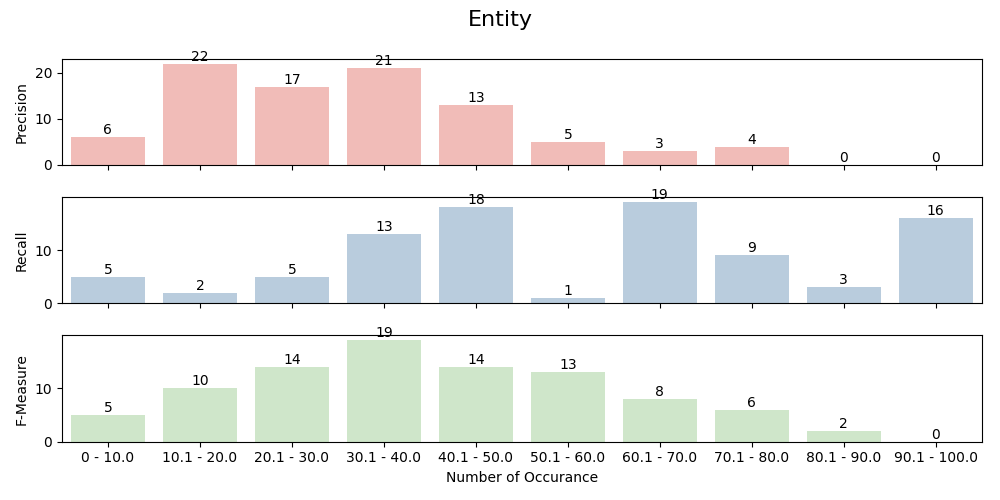 Entity
Precision
20
10
0
6 22 17 21 13 5 3 4 0 0
Recall
10
0
5 2 5 13 18 1 19 9 3 16
F-Measure
10
0
5 10 14 19 14 13 8 6 2 0
0 - 10.0 10.1 - 20.0 20.1 - 30.0 30.1 - 40.0 40.1 - 50.0 50.1 - 60.0 60.1 - 70.0 70.1 - 80.0 80.1 - 90.0 90.1 - 100.0
Number of Occurance